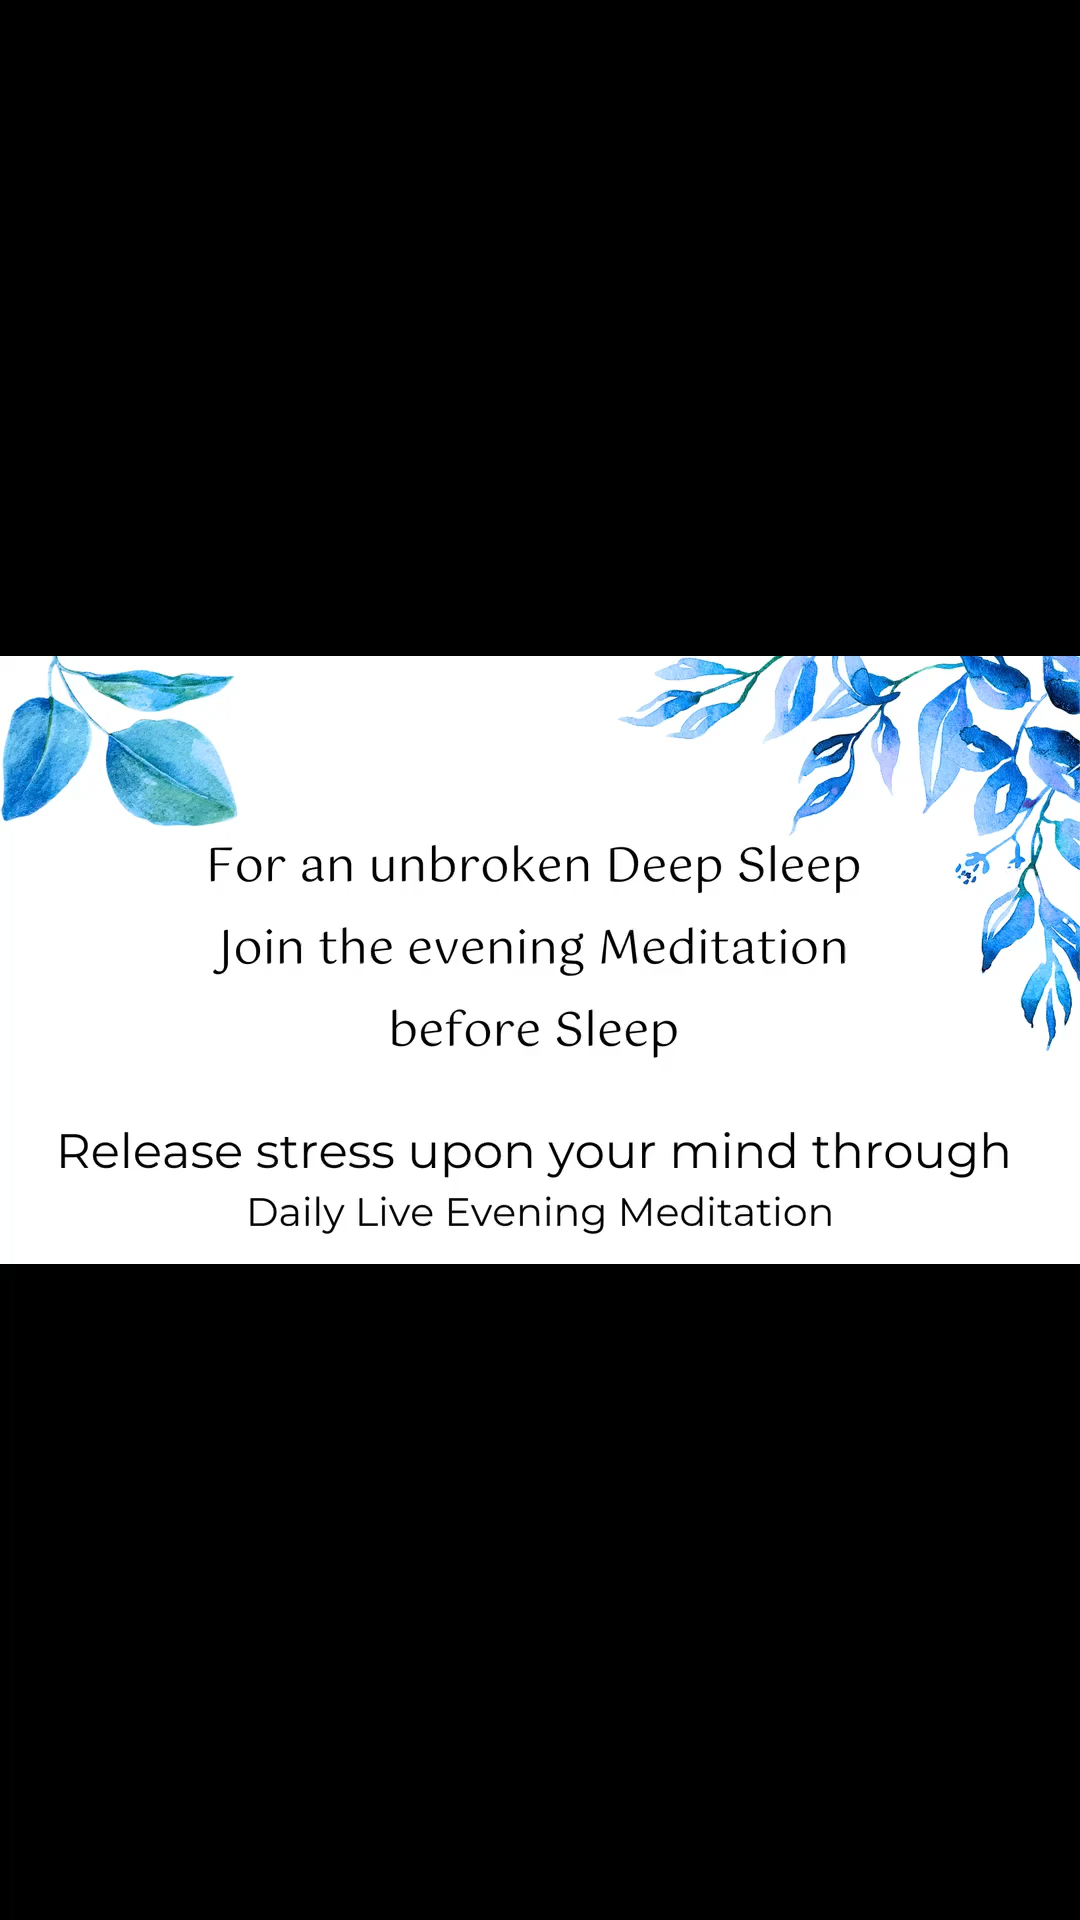 For an unbroken Deep Sleep
Join the evening Meditation
before Sleep
Release stress upon your mind through
Daily Live Evening Meditation